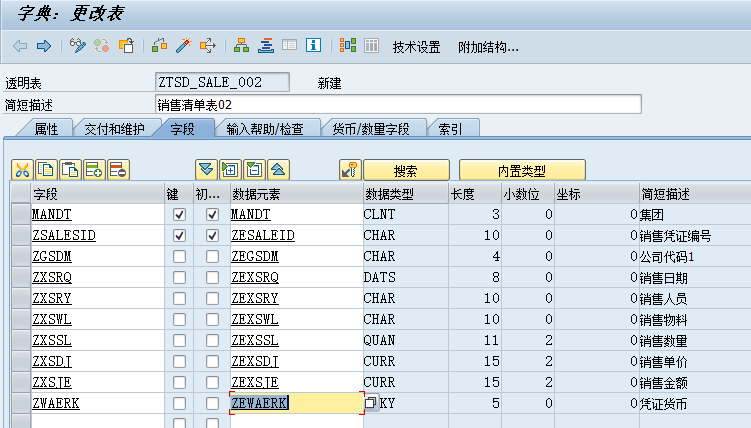 字典: 更改表
技术设置 附加结构...
透明表 ZTSD_SALE_002 新建
简短描述 销售清单表02
属性 交付和维护 字段 输入帮助/检查 货币/数量字段 索引
搜索 内置类型
字段 键 初... 数据元素 数据类型 长度 小数位 坐标 简短描述
MANDT MANDT CLNT 3 0 0 集团
ZSALESID ZESALEID CHAR 10 0 0 销售凭证编号
ZGSDM ZEGSDM CHAR 4 0 0 公司代码1
ZXSRQ ZEXSRQ DATS 8 0 0 销售日期
ZXSRY ZEXSRY CHAR 10 0 0 销售人员
ZXSWL ZEXSWL CHAR 10 0 0 销售物料
ZXSSL ZEXSSL QUAN 11 2 0 销售数量
ZXSDJ ZEXSDJ CURR 15 2 0 销售单价
ZXSJE ZEXSJE CURR 15 2 0 销售金额
ZWAERK ZEWAERK KY 5 0 0 凭证货币